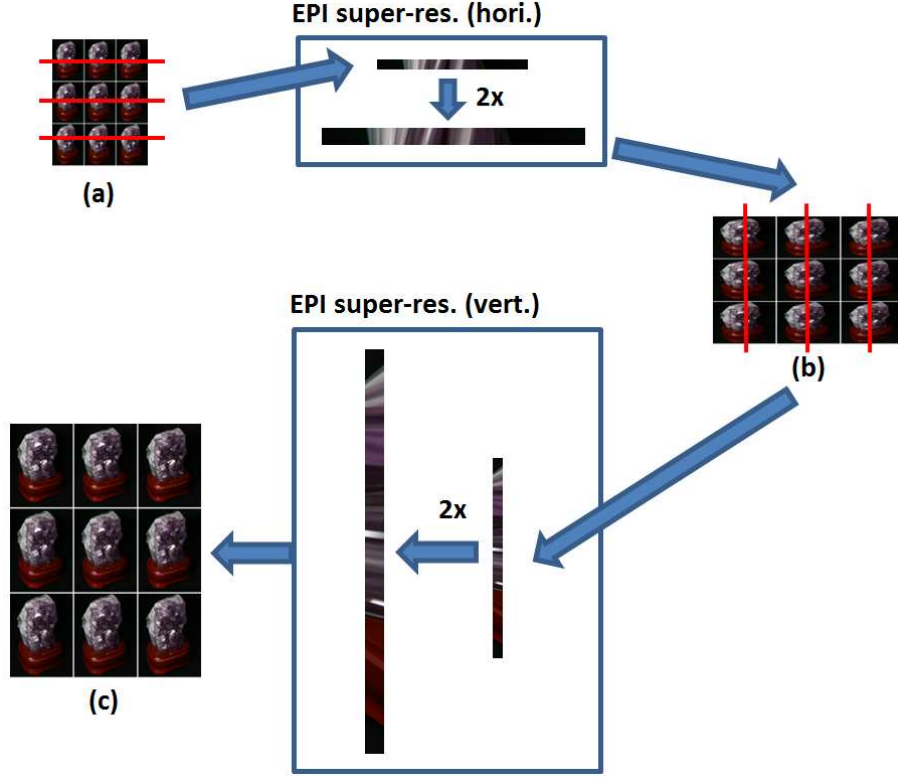 EPI super-res. (hori.)
2x
(a)
(b)
EPI super-res. (vert.)
2x
(c)